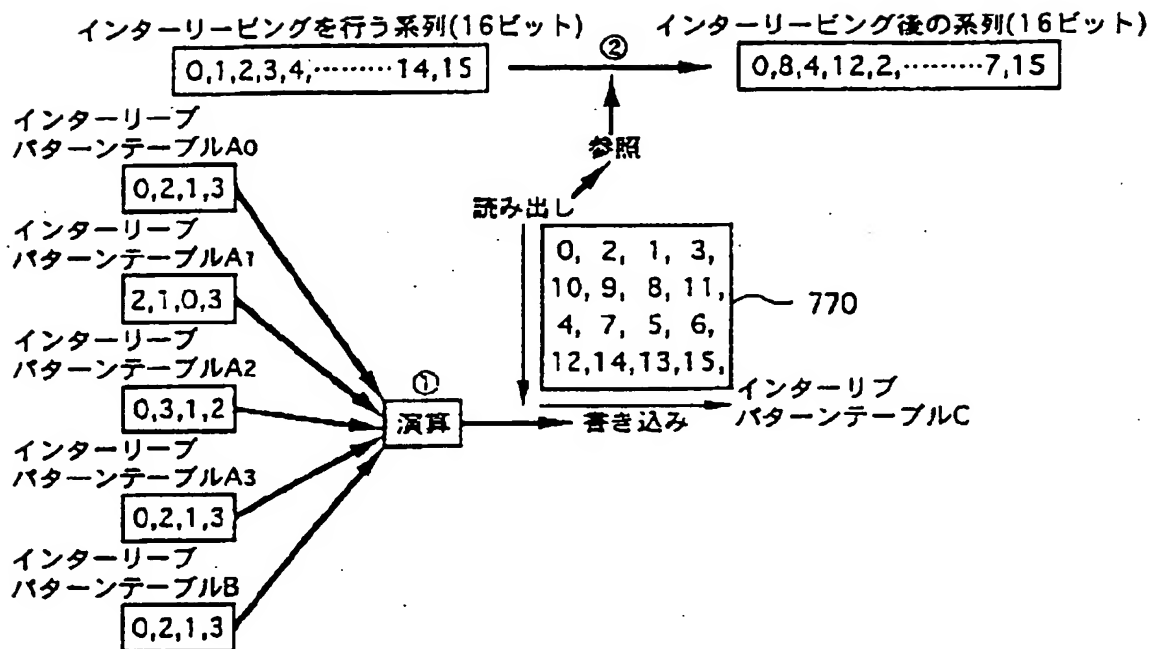 インターリービングを行う系列(16ビット)
②
インターリービング後の系列(16ビット)
0,1,2,3,4,………14,15
0,8,4,12,2,………7,15
インターリーブ
パターンテーブルA0
0,2,1,3
参照
読み出し
インターリーブ
パターンテーブルA1
2,1,0,3
0, 2, 1, 3,
10, 9, 8, 11,
4, 7, 5, 6,
12,14,13,15,
770
インターリーブ
パターンテーブルA2
0,3,1,2
①
演算
書き込み
インターリブ
パターンテーブルC
インターリーブ
パターンテーブルA3
0,2,1,3
インターリーブ
パターンテーブルB
0,2,1,3